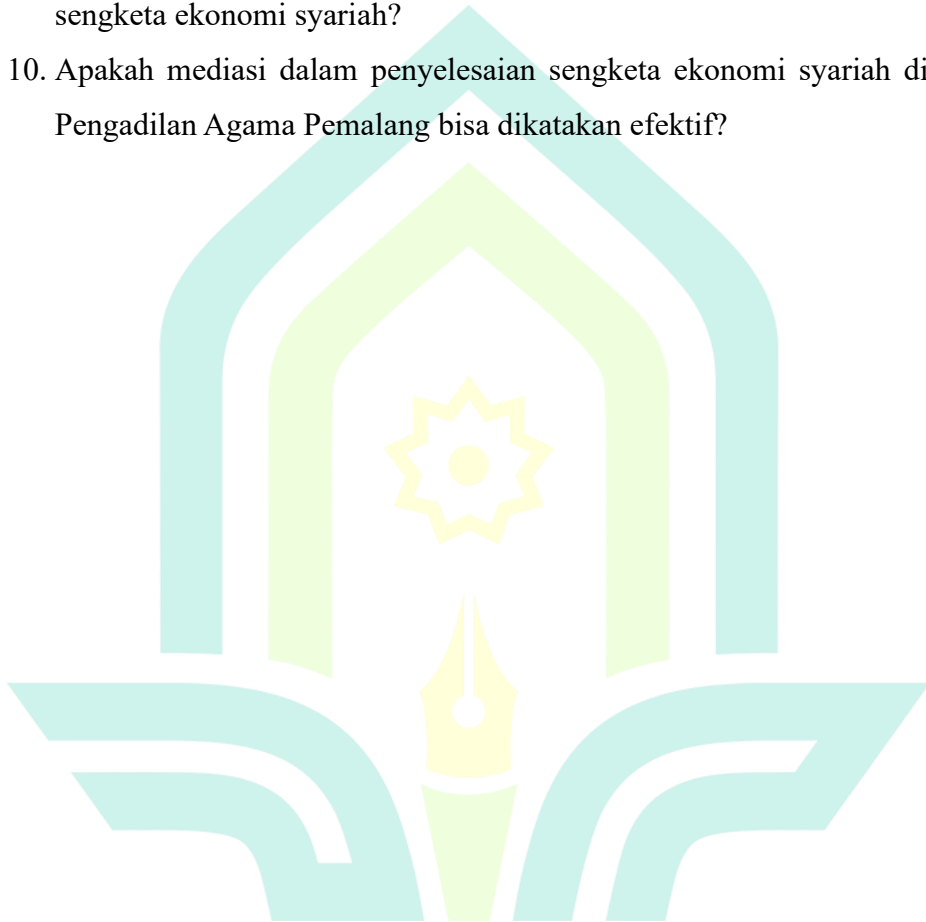 sengketa ekonomi syariah?
10. Apakah mediasi dalam penyelesaian sengketa ekonomi syariah di
Pengadilan Agama Pemalang bisa dikatakan efektif?